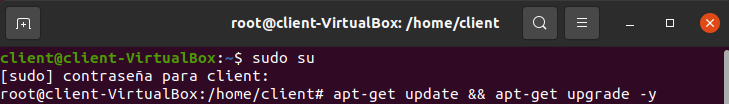 root@client-VirtualBox: /home/client
client@client-VirtualBox:~$ sudo su
[sudo] contraseña para client:
root@client-VirtualBox:/home/client# apt-get update && apt-get upgrade -y